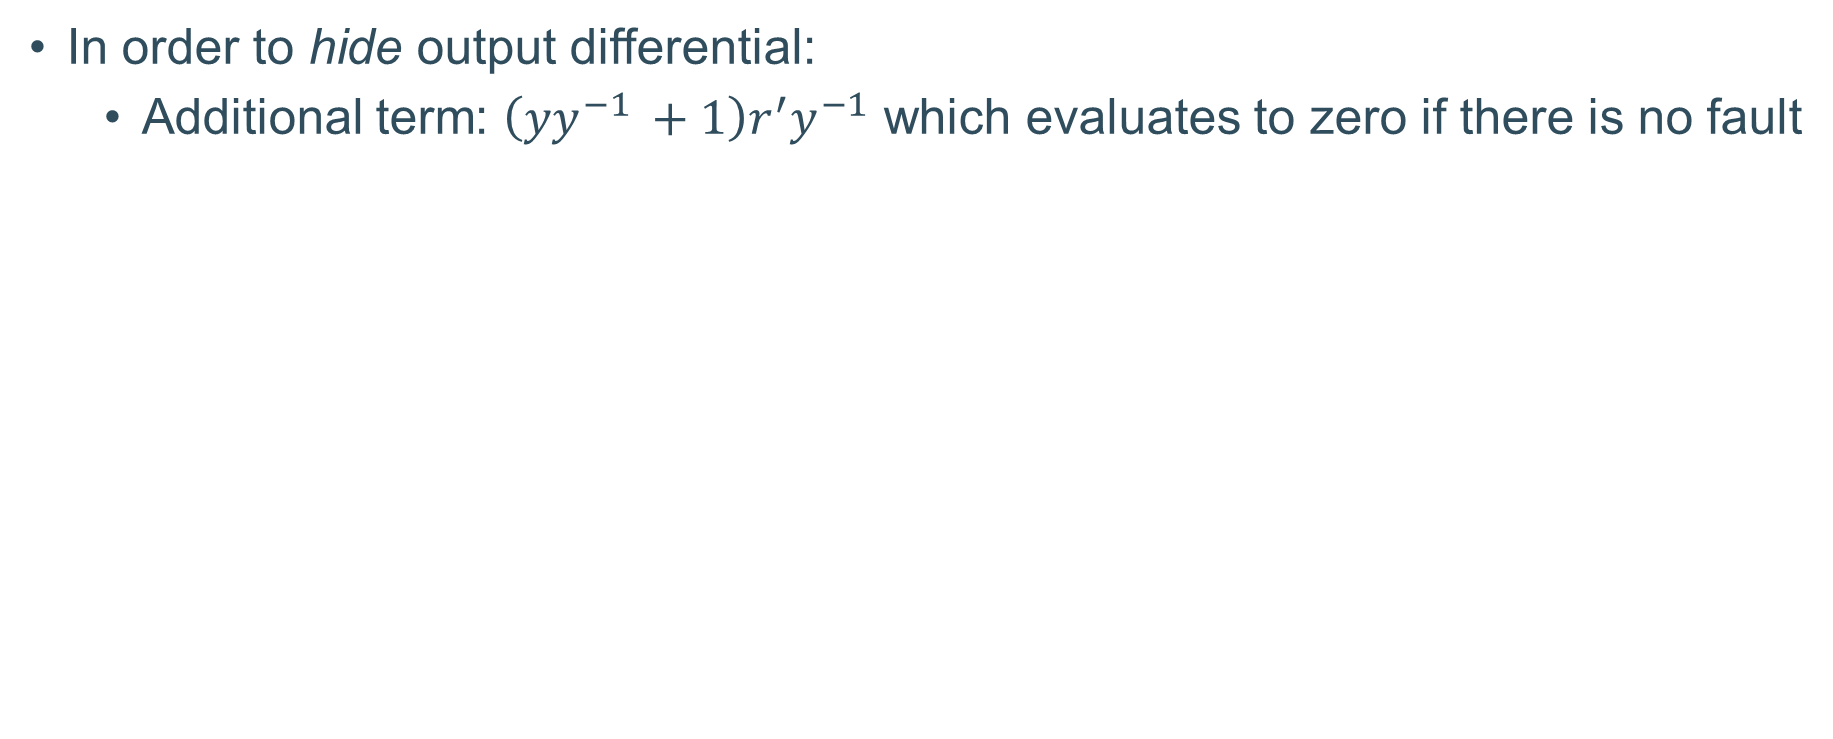 • In order to hide output differential:
• Additional term: (yy⁻¹ + 1)r′y⁻¹ which evaluates to zero if there is no fault